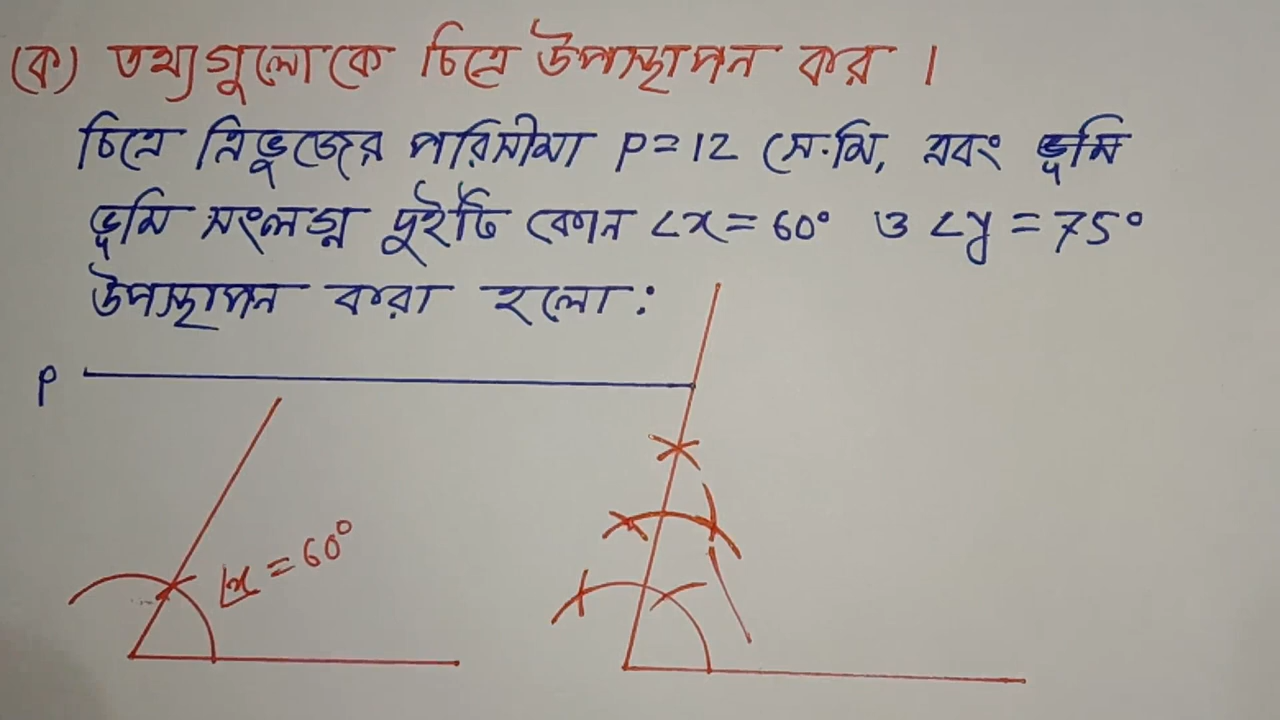 (ক) তথ্যগুলোকে চিত্রে উপস্থাপন কর ।
চিত্রে ত্রিভুজের পরিসীমা P=12 সে.মি, এবং ভূমি
ভূমি সংলগ্ন দুইটি কোন ∠x=60° ও ∠y=75°
উপস্থাপন করা হলো:
P
∠x=60°